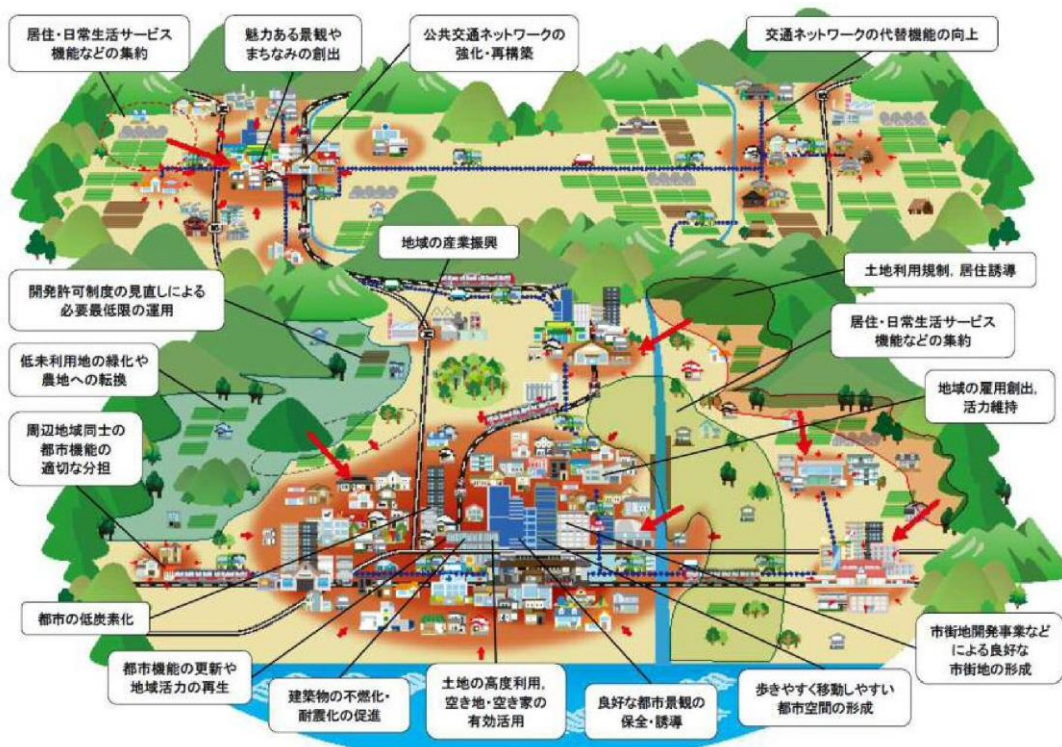 居住・日常生活サービス
機能などの集約
魅力ある景観や
まちなみの創出
公共交通ネットワークの
強化・再構築
交通ネットワークの代替機能の向上
地域の産業振興
土地利用規制，居住誘導
開発許可制度の見直しによる
必要最低限の運用
居住・日常生活サービス
機能などの集約
低未利用地の緑化や
農地への転換
地域の雇用創出，
活力維持
周辺地域同士の
都市機能の
適切な分担
都市の低炭素化
市街地開発事業など
による良好な
市街地の形成
都市機能の更新や
地域活力の再生
建築物の不燃化・
耐震化の促進
土地の高度利用，
空き地・空き家の
有効活用
良好な都市景観の
保全・誘導
歩きやすく移動しやすい
都市空間の形成